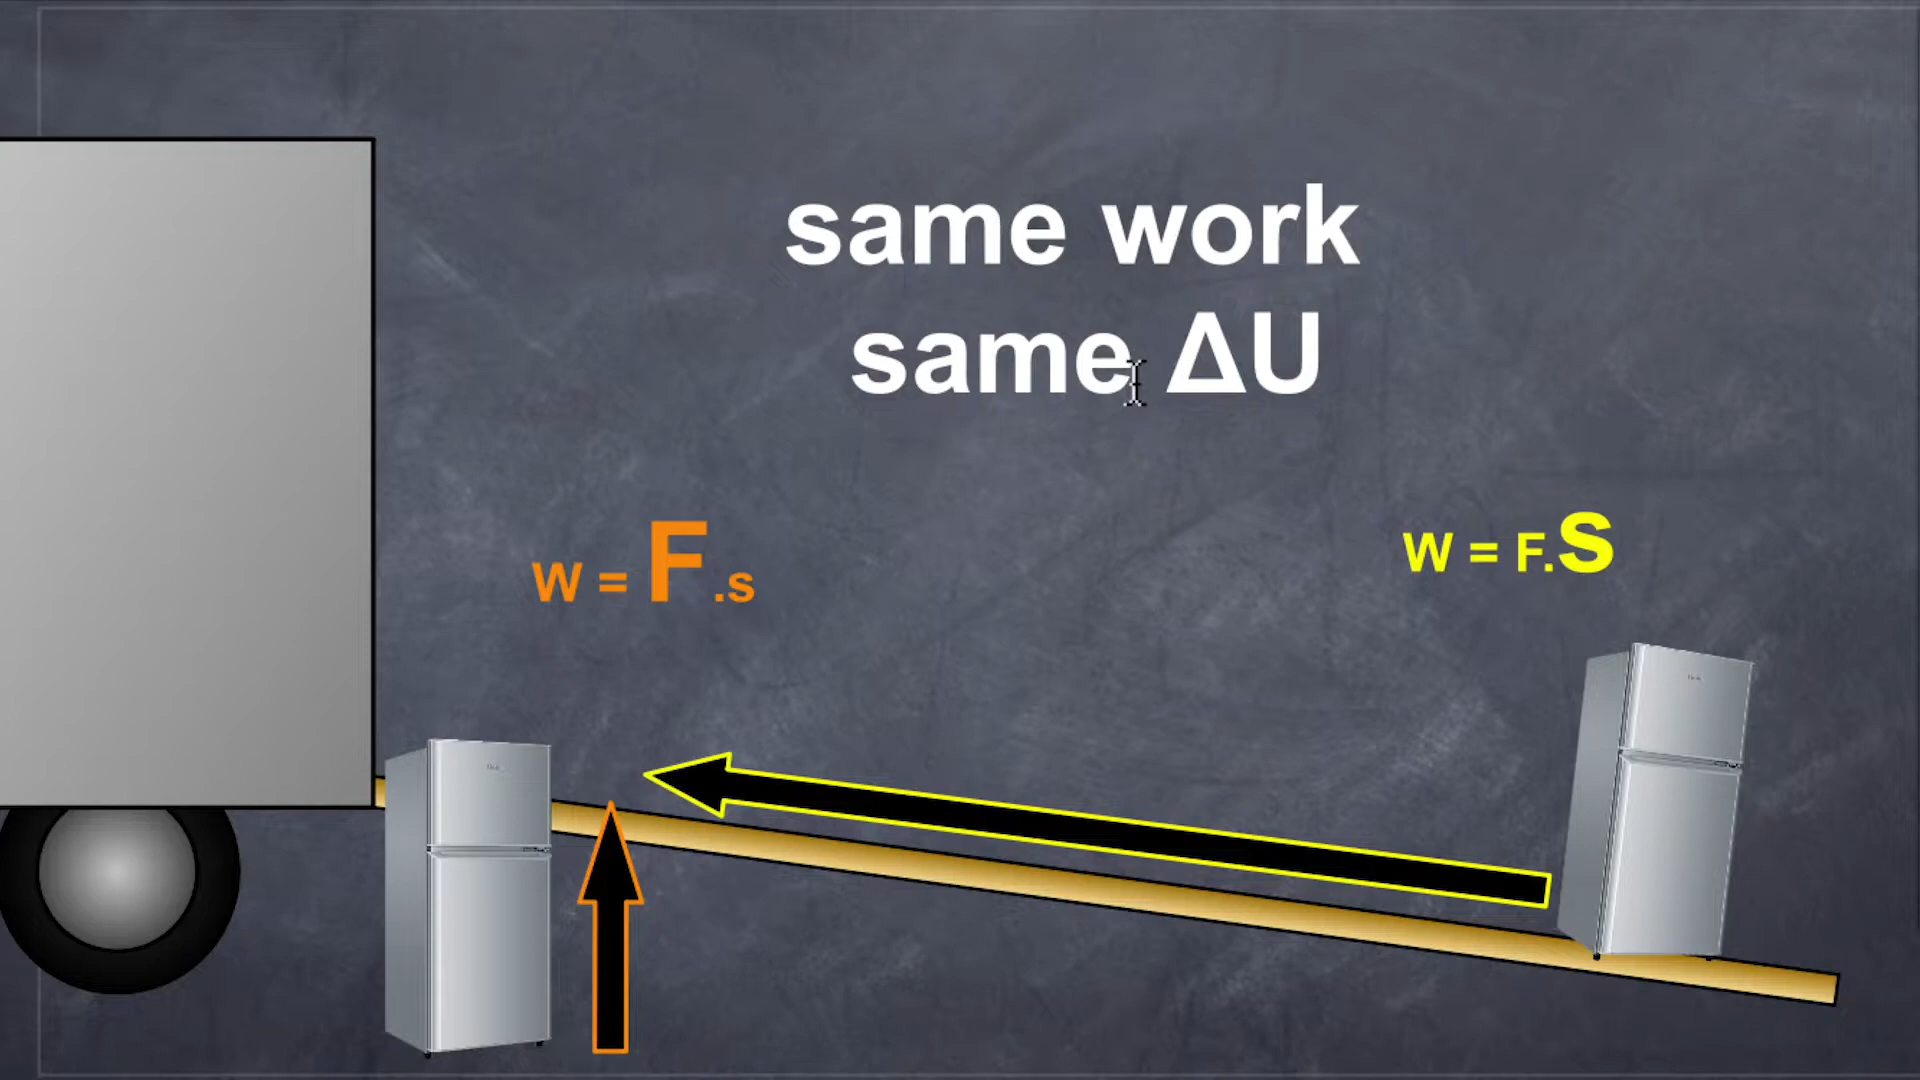 same work
same ΔU
W = F.s
W = F.s